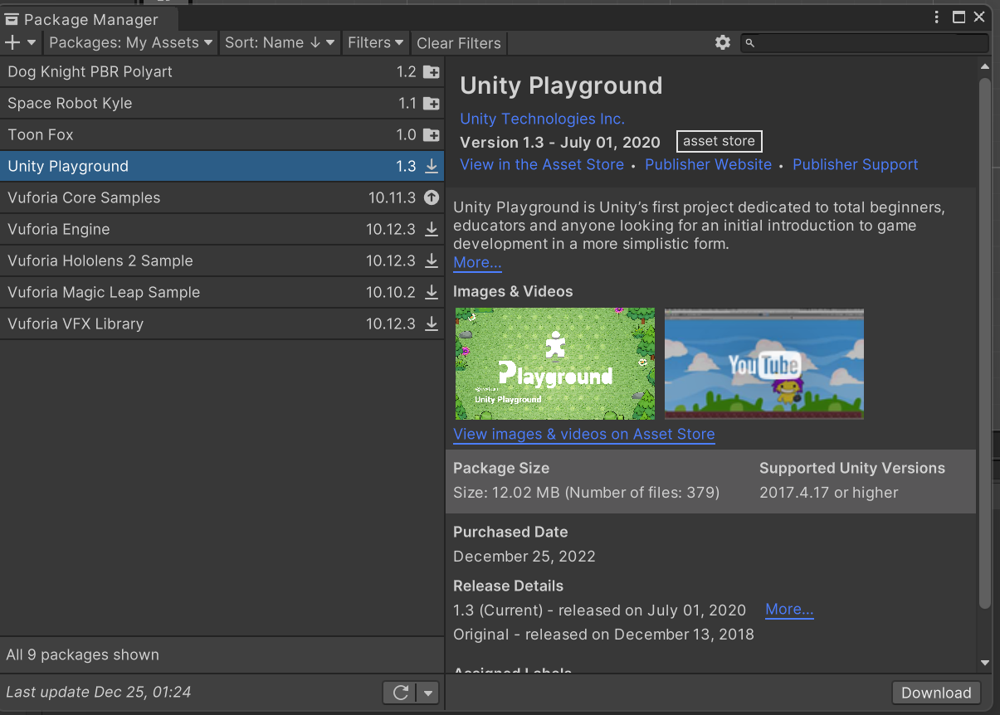 Package Manager
Packages: My Assets
Sort: Name ↓
Filters
Clear Filters
Dog Knight PBR Polyart 1.2
Space Robot Kyle 1.1
Toon Fox 1.0
Unity Playground 1.3
Vuforia Core Samples 10.11.3
Vuforia Engine 10.12.3
Vuforia Hololens 2 Sample 10.12.3
Vuforia Magic Leap Sample 10.10.2
Vuforia VFX Library 10.12.3
All 9 packages shown
Last update Dec 25, 01:24
Unity Playground
Unity Technologies Inc.
Version 1.3 - July 01, 2020 asset store
View in the Asset Store • Publisher Website • Publisher Support
Unity Playground is Unity’s first project dedicated to total beginners,
educators and anyone looking for an initial introduction to game
development in a more simplistic form.
More...
Images & Videos
Playground
Unity Playground
YouTube
View images & videos on Asset Store
Package Size
Size: 12.02 MB (Number of files: 379)
Supported Unity Versions
2017.4.17 or higher
Purchased Date
December 25, 2022
Release Details
1.3 (Current) - released on July 01, 2020 More...
Original - released on December 13, 2018
Assigned Labels
Download